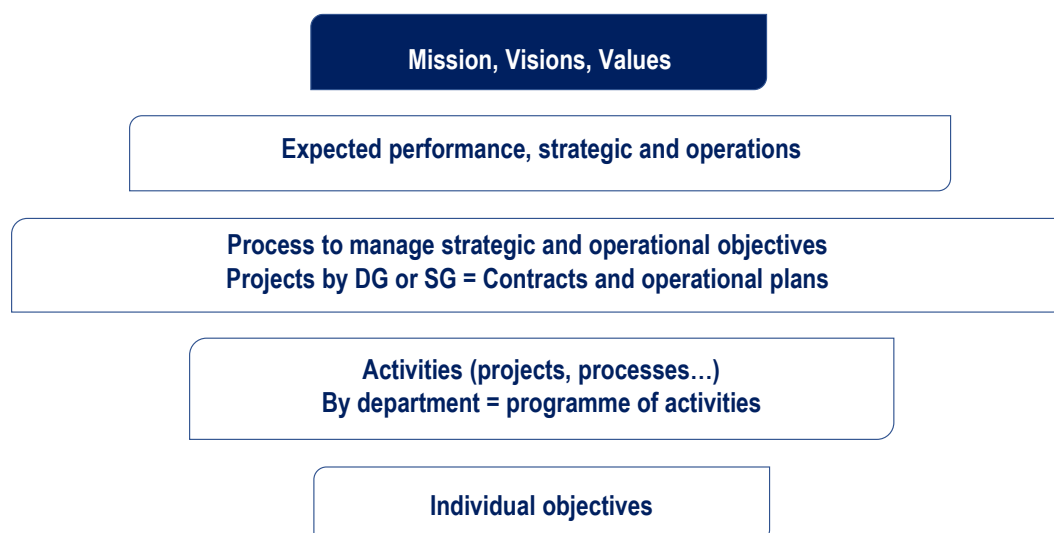 Mission, Visions, Values
Expected performance, strategic and operations
Process to manage strategic and operational objectives
Projects by DG or SG = Contracts and operational plans
Activities (projects, processes…)
By department = programme of activities
Individual objectives